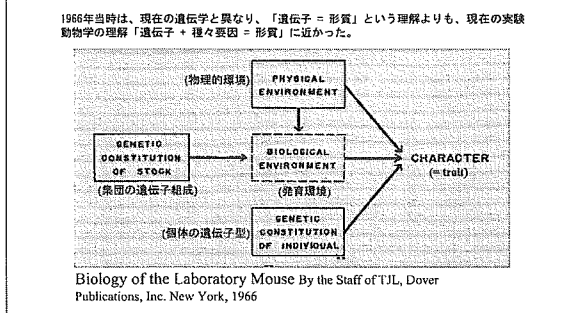 1966年当時は、現在の遺伝学と異なり、「遺伝子 = 形質」という理解よりも、現在の実験
動物学の理解「遺伝子 + 種々要因 = 形質」に近かった。
(物理的環境)
PHYSICAL
ENVIRONMENT
GENETIC
CONSTITUTION
OF STOCK
(集団の遺伝子組成)
BIOLOGICAL
ENVIRONMENT
(発育環境)
CHARACTER
(= trait)
(個体の遺伝子型)
GENETIC
CONSTITUTION
OF INDIVIDUAL
Biology of the Laboratory Mouse By the Staff of TJL, Dover
Publications, Inc. New York, 1966